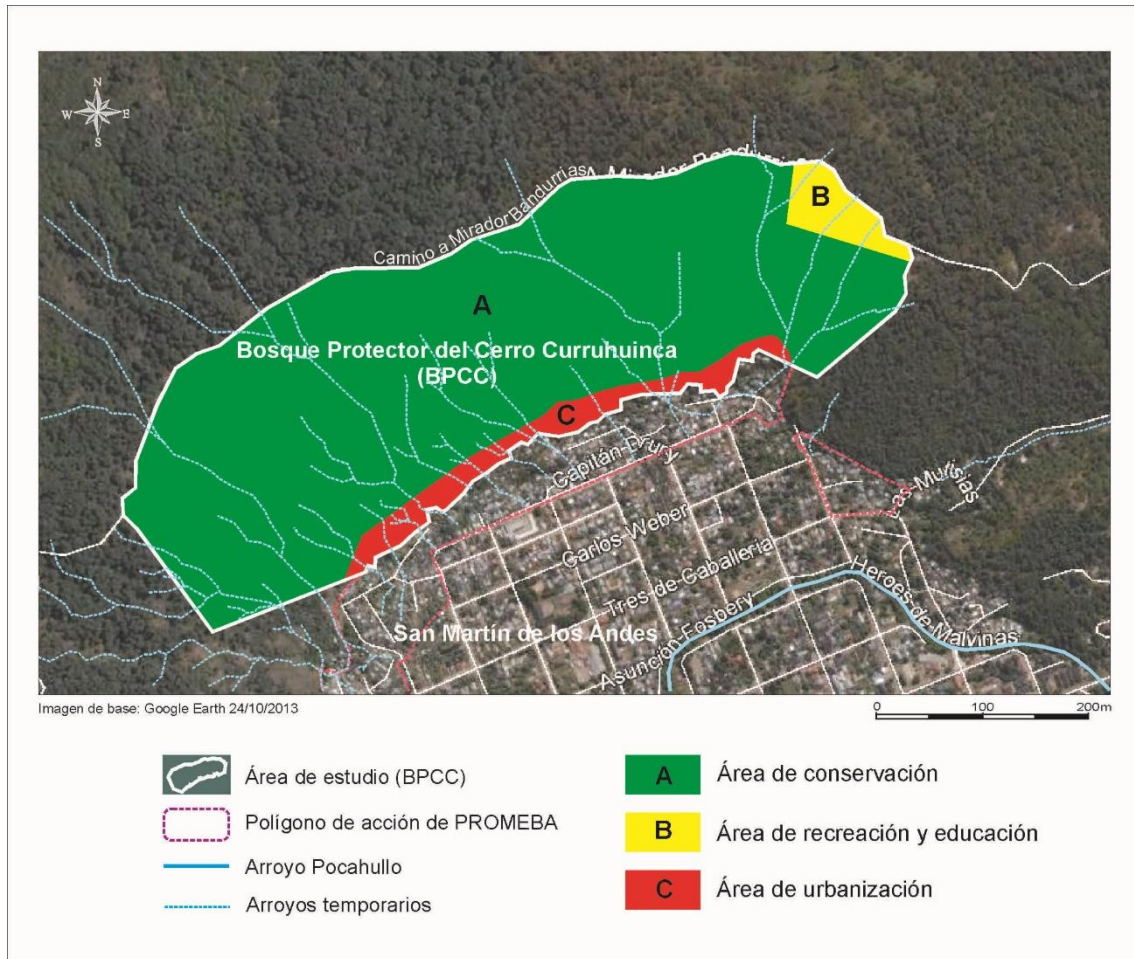 N
W E
S
A Mirador Bandurrias
Camino a Mirador Bandurrias
B
A
Bosque Protector del Cerro Curruhuinca
(BPCC)
C
Capitán Drury
Las Mutisias
Carlos Weber
Tres de Caballeria
Heroes de Malvinas
San Martín de los Andes
Asunción Fosbery
Imagen de base: Google Earth 24/10/2013
0 100 200m
Área de estudio (BPCC)
Polígono de acción de PROMEBA
Arroyo Pocahullo
Arroyos temporarios
A Área de conservación
B Área de recreación y educación
C Área de urbanización